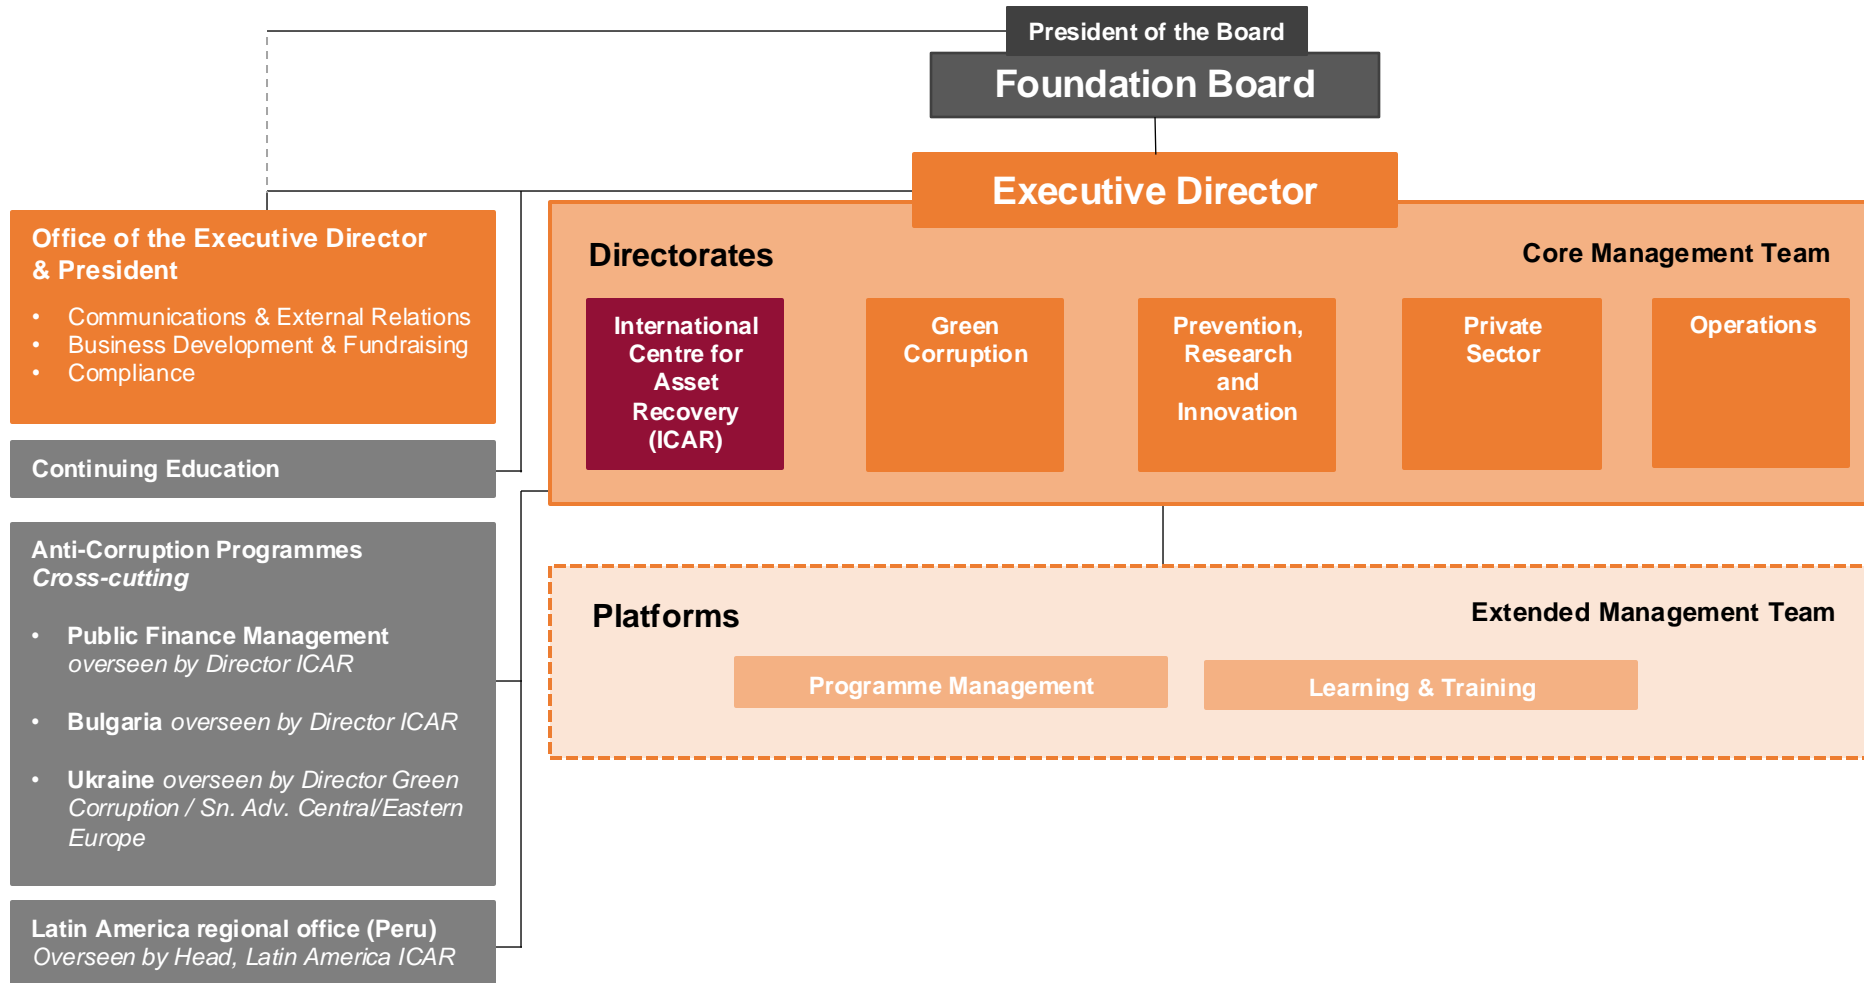 President of the Board
Foundation Board
Executive Director
Office of the Executive Director
& President
• Communications & External Relations
• Business Development & Fundraising
• Compliance
Continuing Education
Anti-Corruption Programmes
Cross-cutting
• Public Finance Management
overseen by Director ICAR
• Bulgaria overseen by Director ICAR
• Ukraine overseen by Director Green
Corruption / Sn. Adv. Central/Eastern
Europe
Latin America regional office (Peru)
Overseen by Head, Latin America ICAR
Directorates
Core Management Team
International
Centre for
Asset
Recovery
(ICAR)
Green
Corruption
Prevention,
Research
and
Innovation
Private
Sector
Operations
Platforms
Extended Management Team
Programme Management
Learning & Training